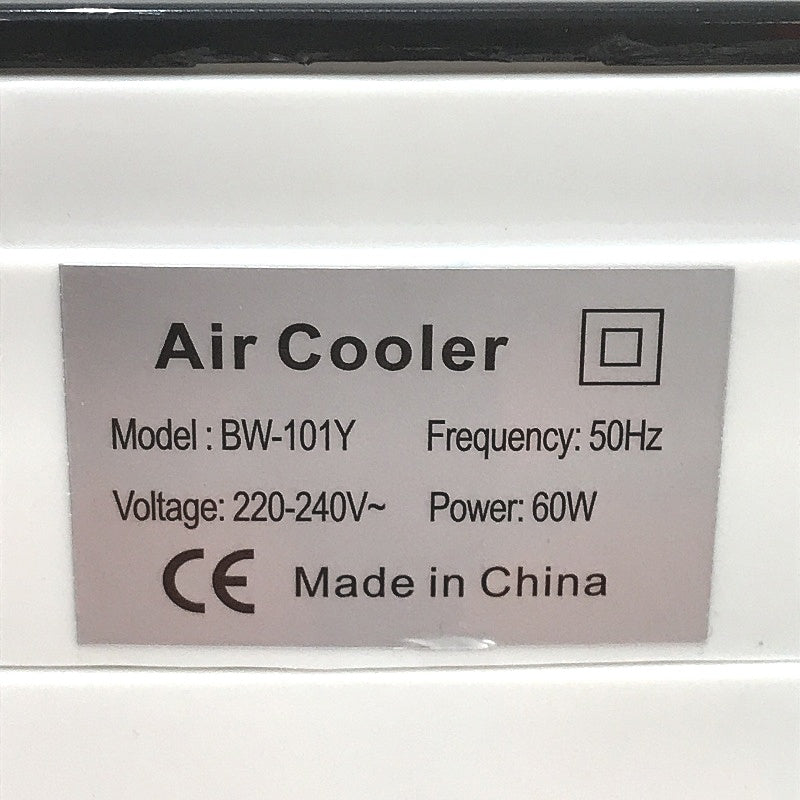 Air Cooler
Model : BW-101Y Frequency: 50Hz
Voltage: 220-240V~ Power: 60W
CE Made in China